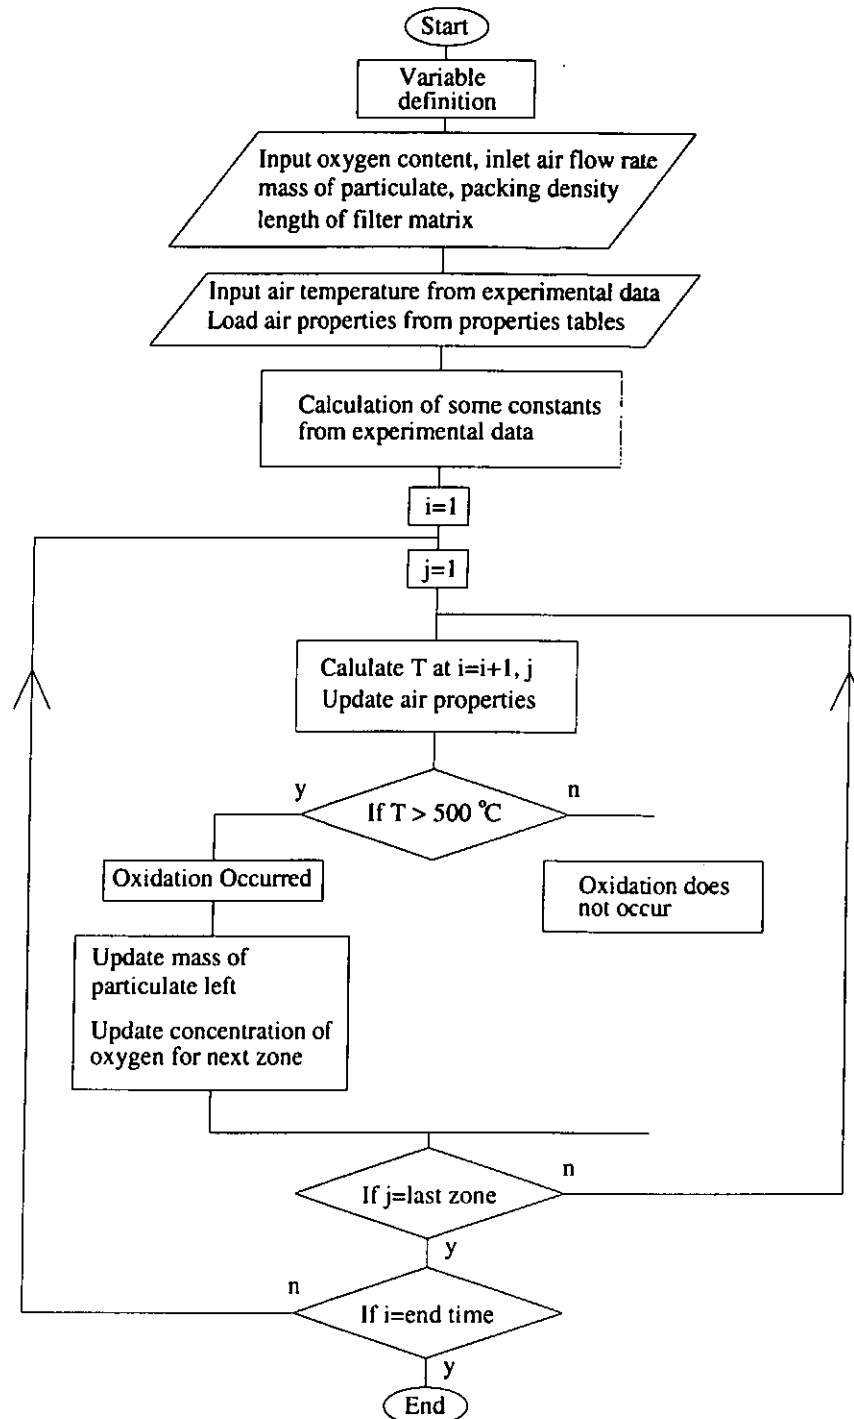 Start
Variable
definition
Input oxygen content, inlet air flow rate
mass of particulate, packing density
length of filter matrix
Input air temperature from experimental data
Load air properties from properties tables
Calculation of some constants
from experimental data
i=1
j=1
Calulate T at i=i+1, j
Update air properties
y
n
If T > 500 °C
Oxidation Occurred
Oxidation does
not occur
Update mass of
particulate left
Update concentration of
oxygen for next zone
n
If j=last zone
y
n
If i=end time
y
End